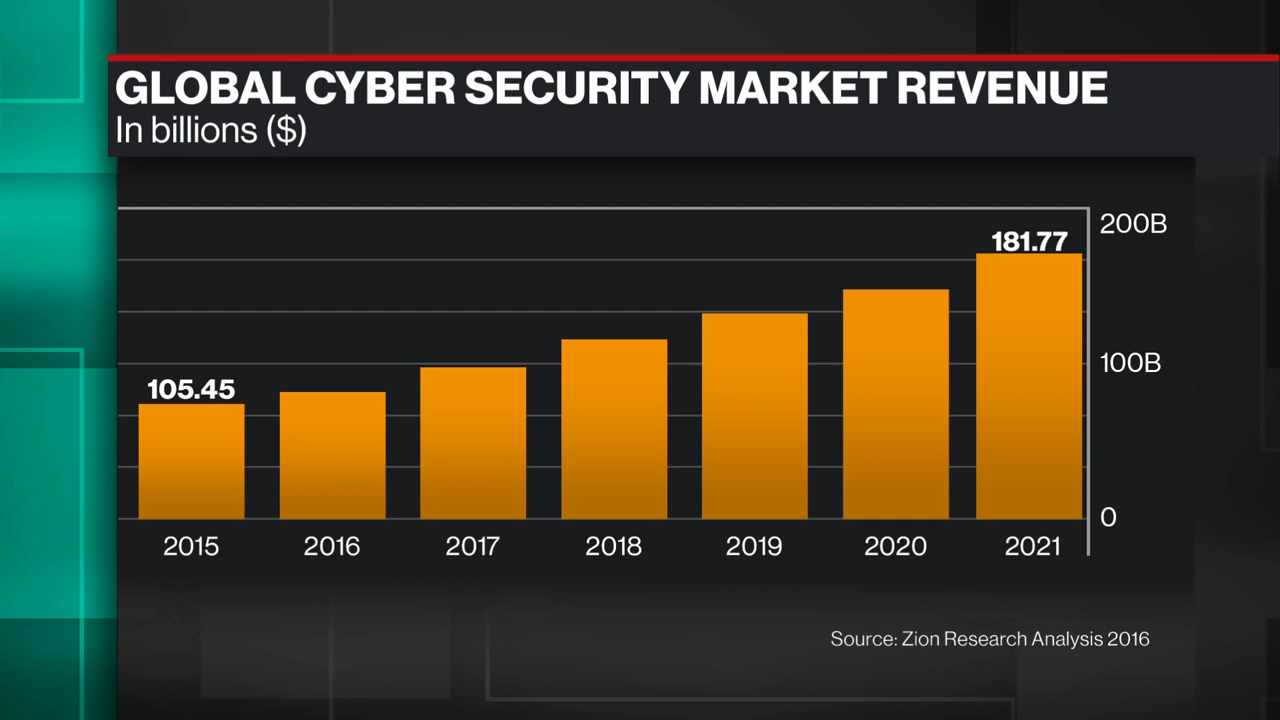 GLOBAL CYBER SECURITY MARKET REVENUE
In billions ($)
200B
181.77
100B
105.45
0
2015 2016 2017 2018 2019 2020 2021
Source: Zion Research Analysis 2016